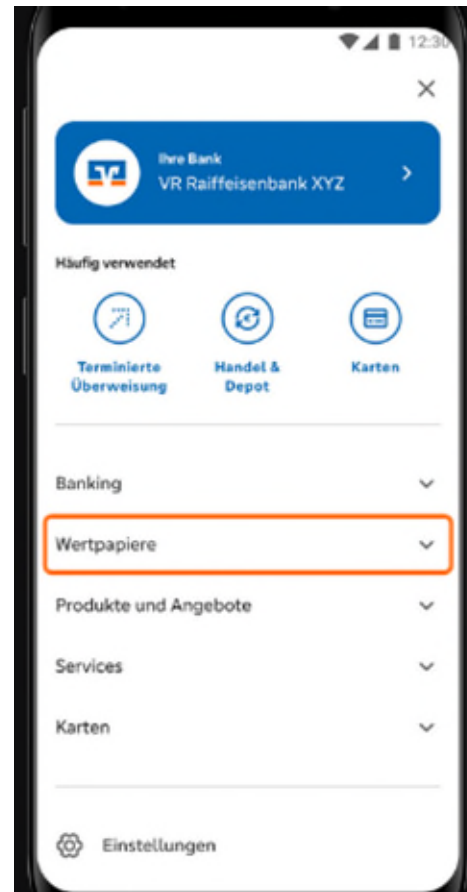 12:30
Ihre Bank
VR Raiffeisenbank XYZ
Häufig verwendet
Terminierte
Überweisung
Handel &
Depot
Karten
Banking
Wertpapiere
Produkte und Angebote
Services
Karten
Einstellungen